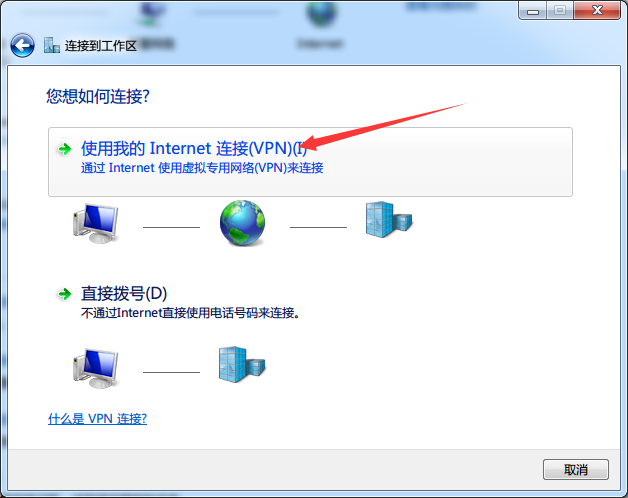 Internet
连接到工作区
您想如何连接?
使用我的 Internet 连接(VPN)(I)
通过 Internet 使用虚拟专用网络(VPN)来连接
直接拨号(D)
不通过Internet直接使用电话号码来连接。
什么是 VPN 连接?
取消